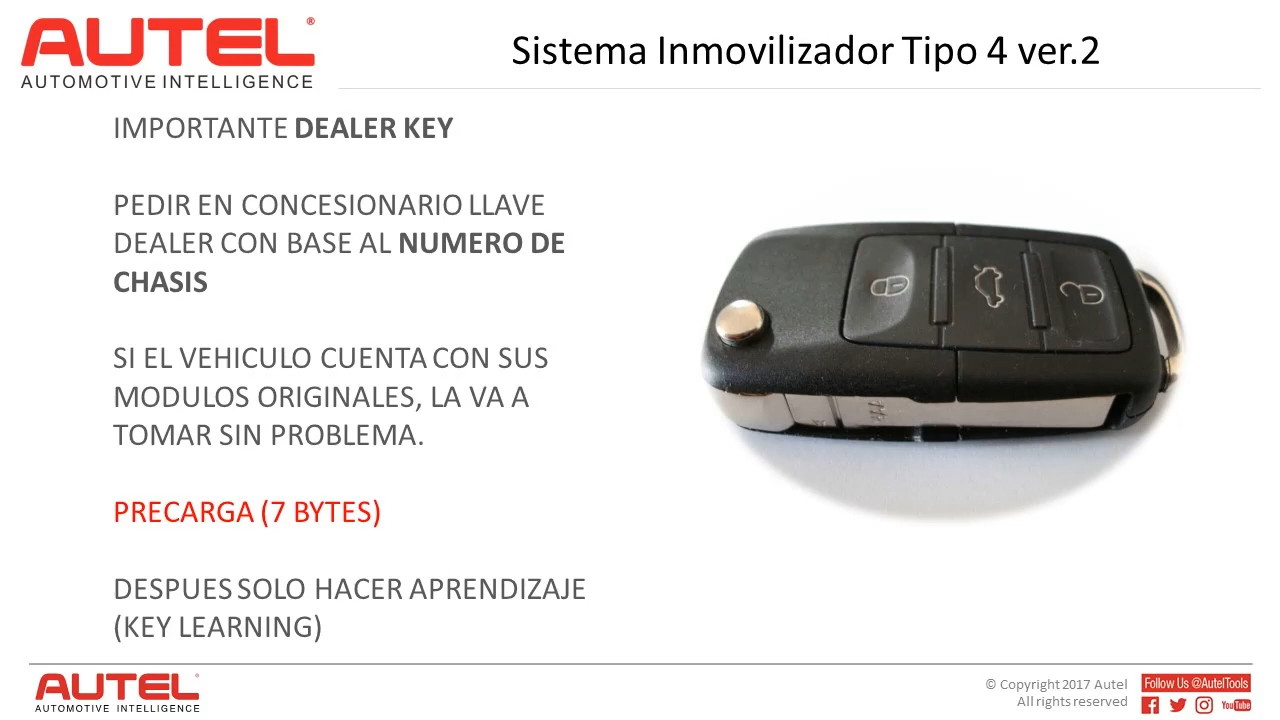 AUTEL®
AUTOMOTIVE INTELLIGENCE
Sistema Inmovilizador Tipo 4 ver.2
IMPORTANTE DEALER KEY
PEDIR EN CONCESIONARIO LLAVE
DEALER CON BASE AL NUMERO DE
CHASIS
SI EL VEHICULO CUENTA CON SUS
MODULOS ORIGINALES, LA VA A
TOMAR SIN PROBLEMA.
PRECARGA (7 BYTES)
DESPUES SOLO HACER APRENDIZAJE
(KEY LEARNING)
AUTEL
AUTOMOTIVE INTELLIGENCE
© Copyright 2017 Autel
All rights reserved
Follow Us @AutelTools
YouTube